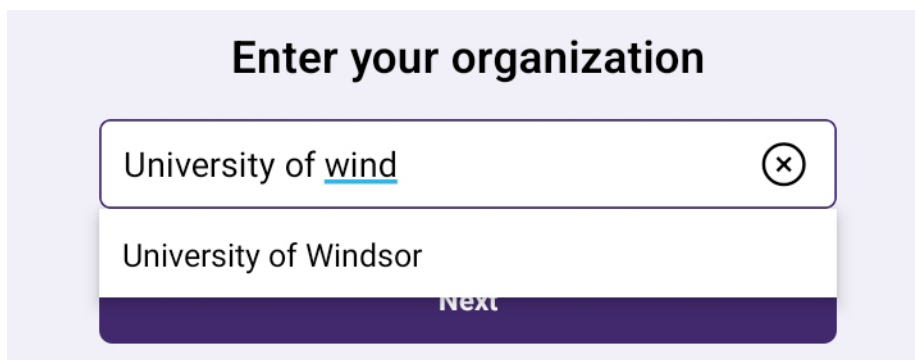 Enter your organization
University of wind
University of Windsor
Next